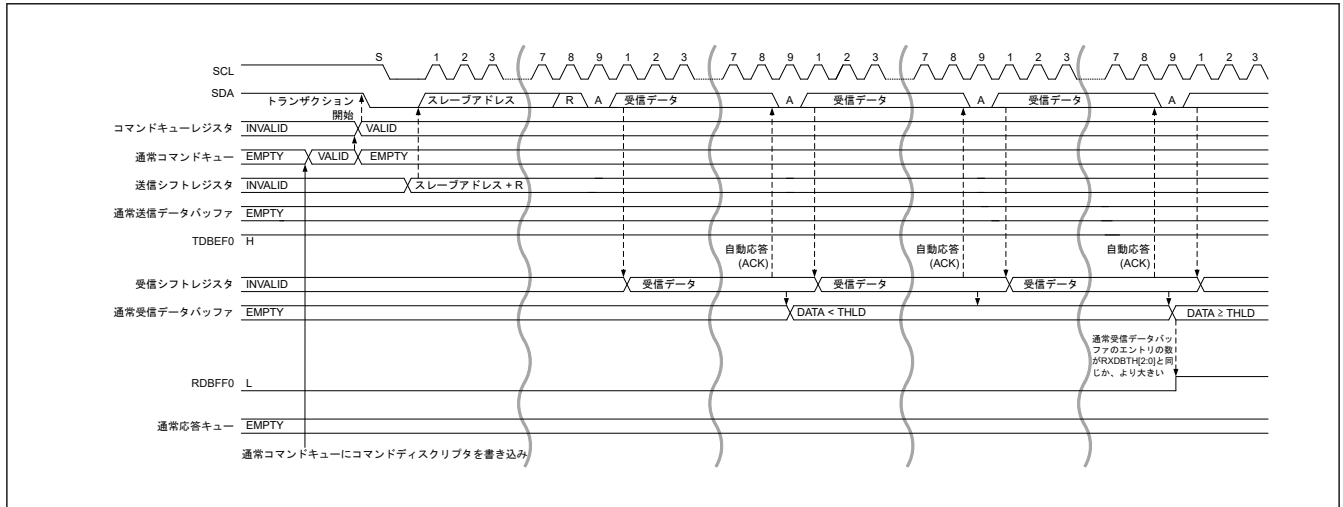 S 1 2 3 7 8 9 1 2 3 7 8 9 1 2 3 7 8 9 1 2 3 7 8 9 1 2 3
SCL
SDA トランザクション開始 スレーブアドレス R A 受信データ A 受信データ A 受信データ A
コマンドキューレジスタ INVALID VALID
通常コマンドキュー EMPTY VALID EMPTY
送信シフトレジスタ INVALID スレーブアドレス + R
通常送信データバッファ EMPTY
TDBEF0 H
自動応答 自動応答 自動応答
(ACK) (ACK) (ACK)
受信シフトレジスタ INVALID 受信データ 受信データ 受信データ
通常受信データバッファ EMPTY DATA < THLD DATA ≥ THLD
通常受信データバッ
ファのエントリの数
がRXDBTH[2:0]と同
じか、より大きい
RDBFF0 L
通常応答キュー EMPTY
通常コマンドキューにコマンドディスクリプタを書き込み